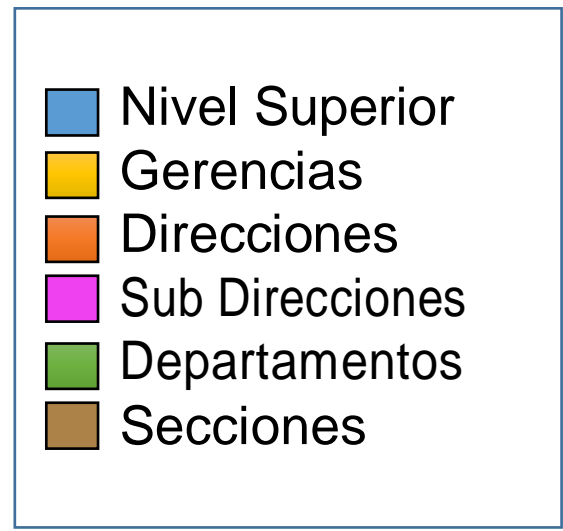 Nivel Superior
Gerencias
Direcciones
Sub Direcciones
Departamentos
Secciones